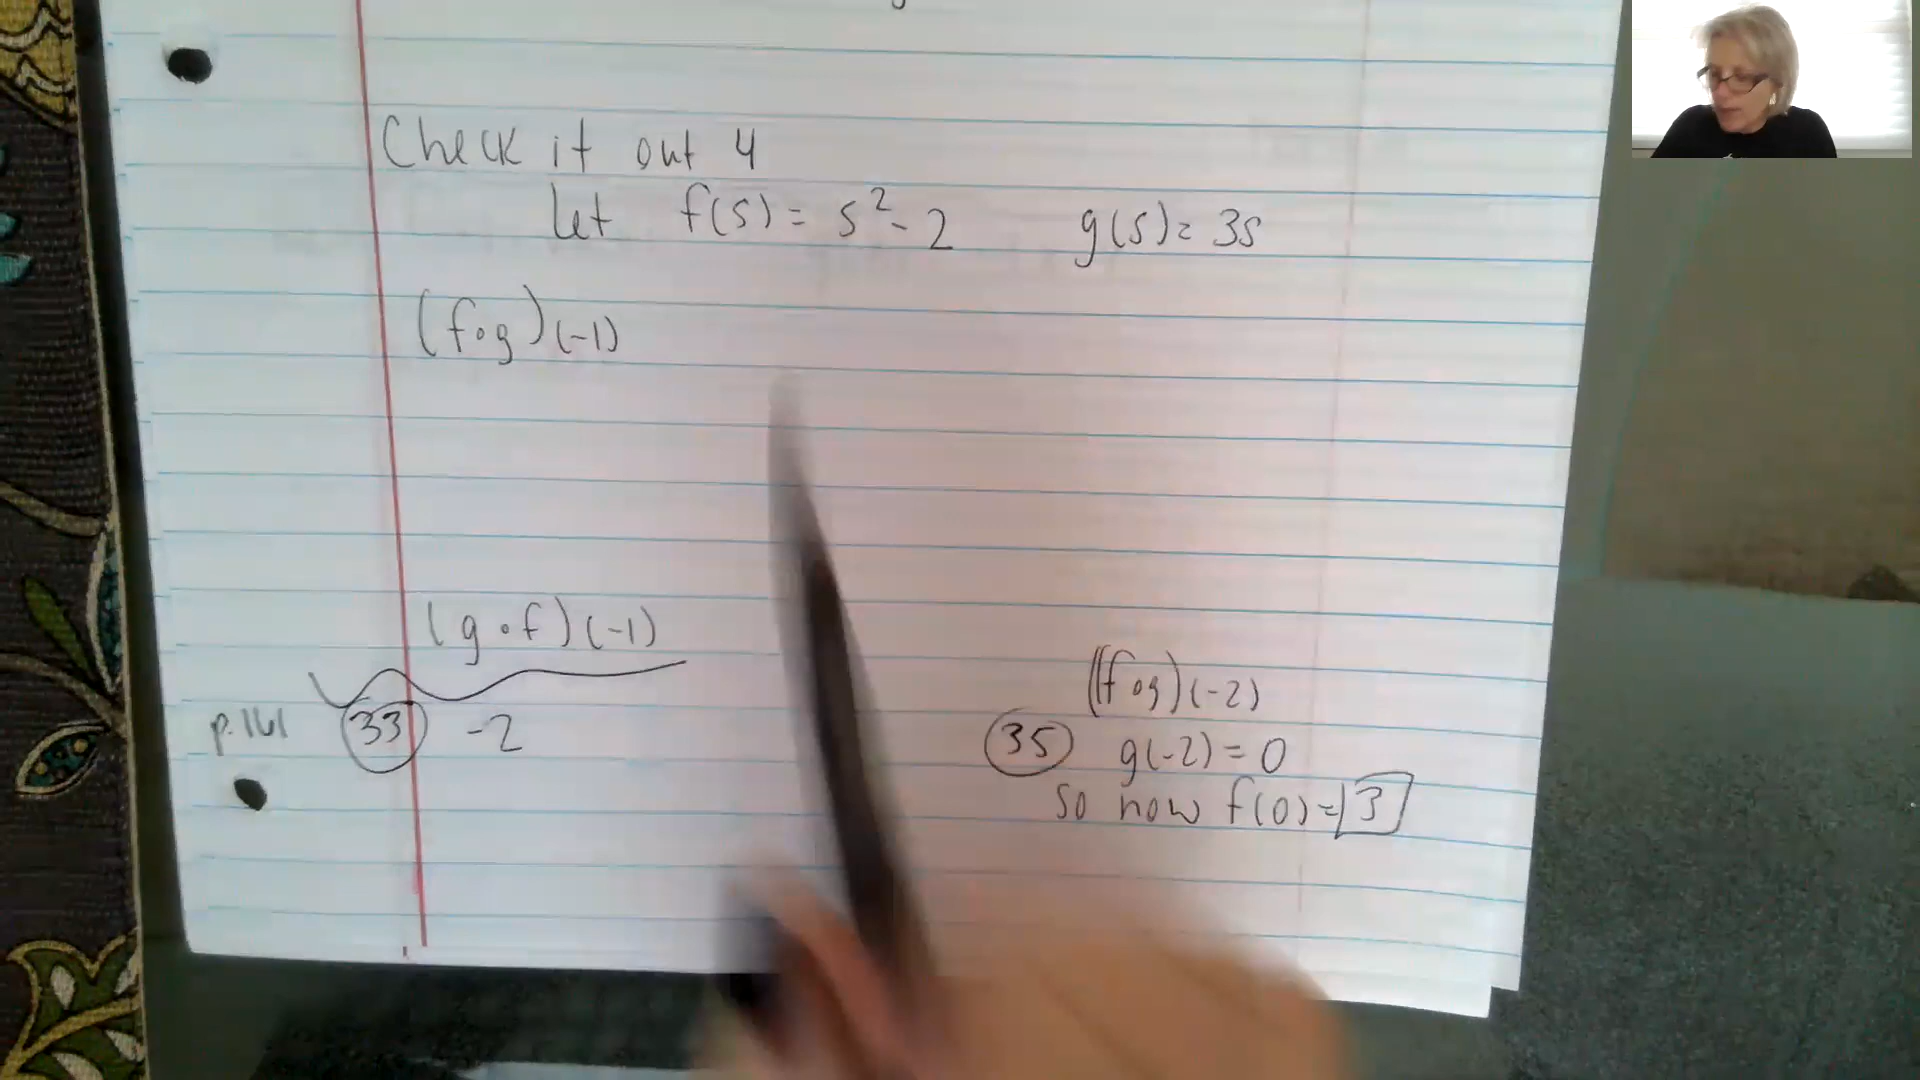 Check it out 4
let f(s) = s² - 2 g(s) = 3s
(f∘g)(-1)
(g∘f)(-1)
p. 161 33 -2
(f∘g)(-2)
35 g(-2) = 0
so now f(0) = 3